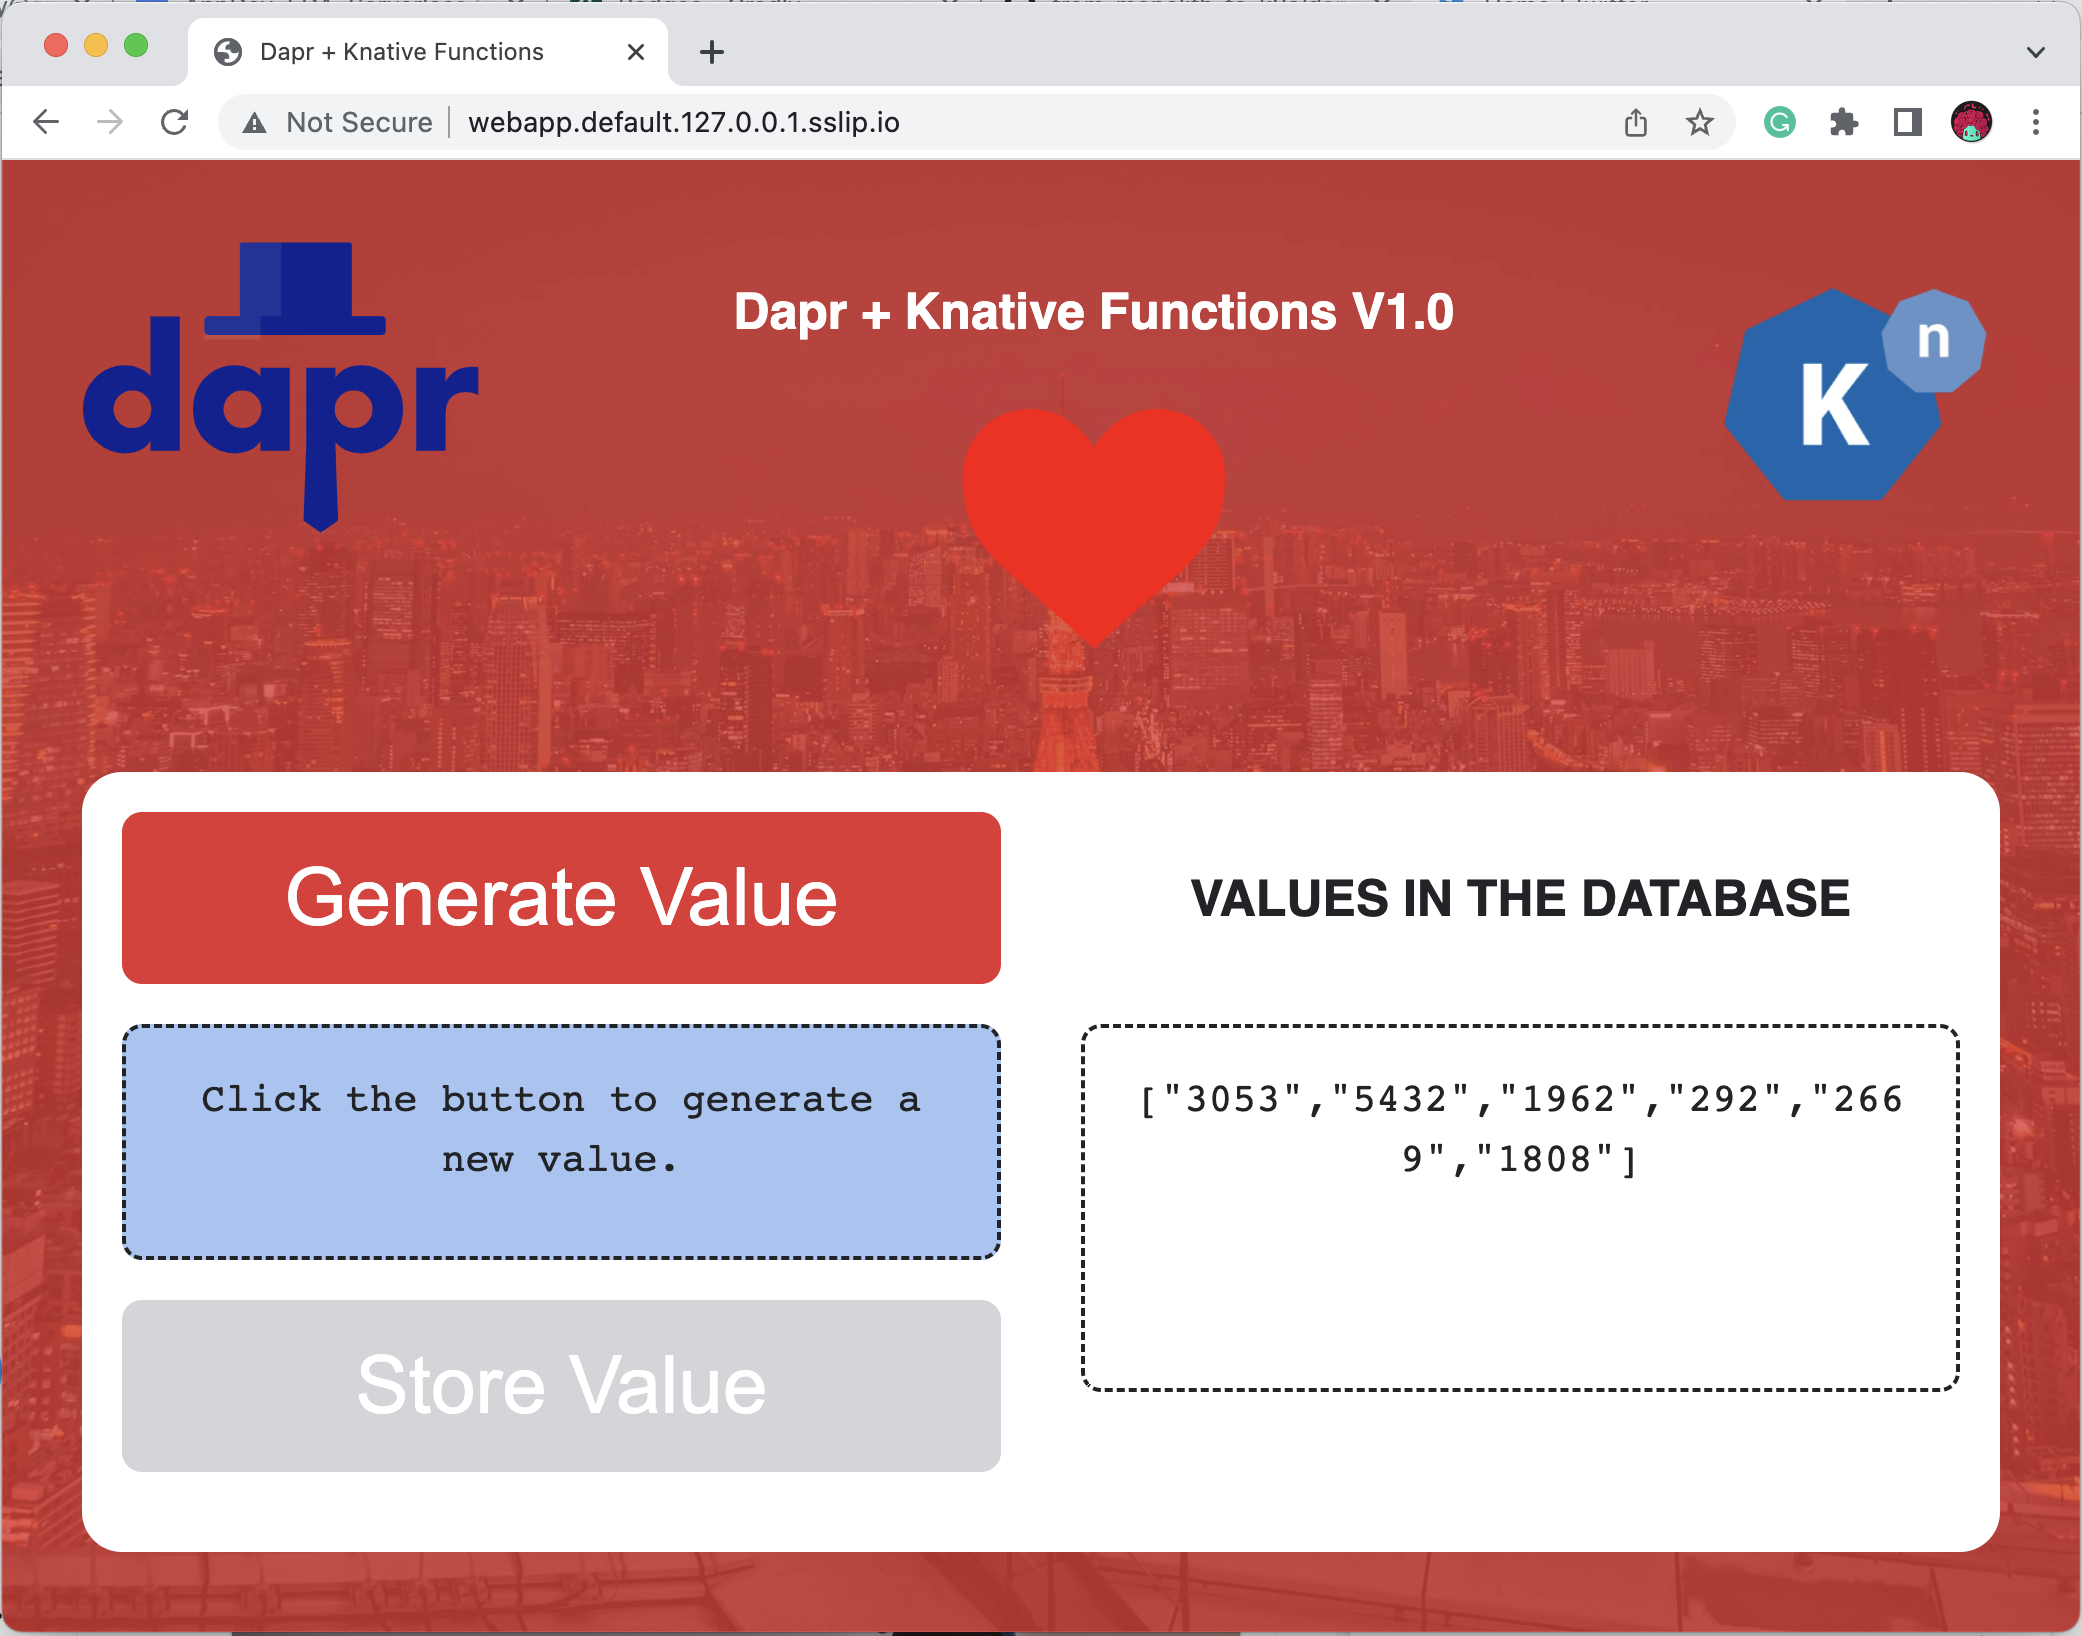 Dapr + Knative Functions
Not Secure
webapp.default.127.0.0.1.sslip.io
dapr
Dapr + Knative Functions V1.0
K
n
Generate Value
VALUES IN THE DATABASE
Click the button to generate a
new value.
["3053","5432","1962","292","266
9","1808"]
Store Value